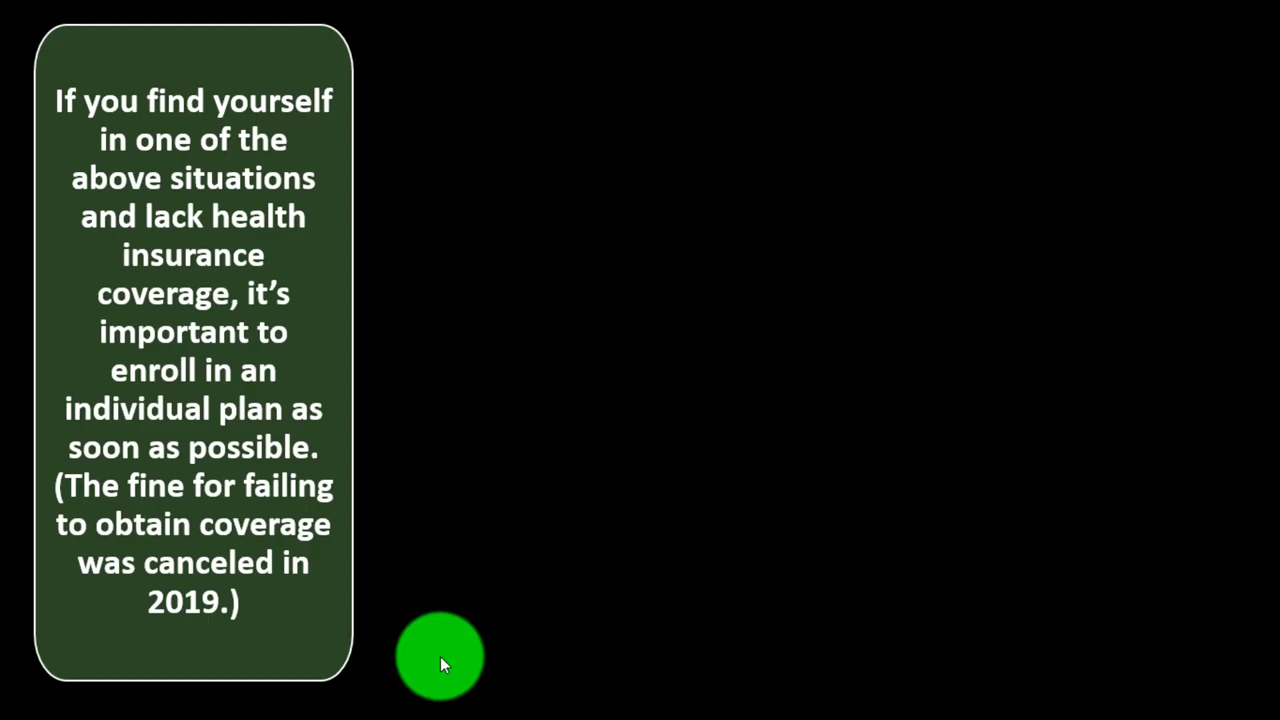 If you find yourself
in one of the
above situations
and lack health
insurance
coverage, it’s
important to
enroll in an
individual plan as
soon as possible.
(The fine for failing
to obtain coverage
was canceled in
2019.)